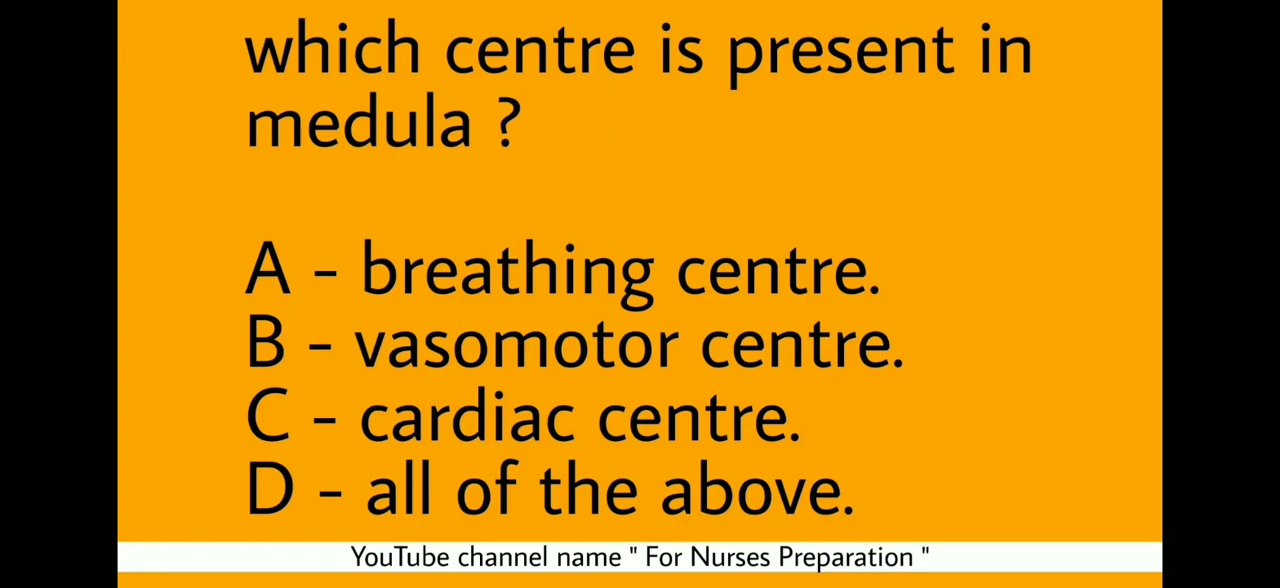 which centre is present in
medula ?
A - breathing centre.
B - vasomotor centre.
C - cardiac centre.
D - all of the above.
YouTube channel name " For Nurses Preparation "